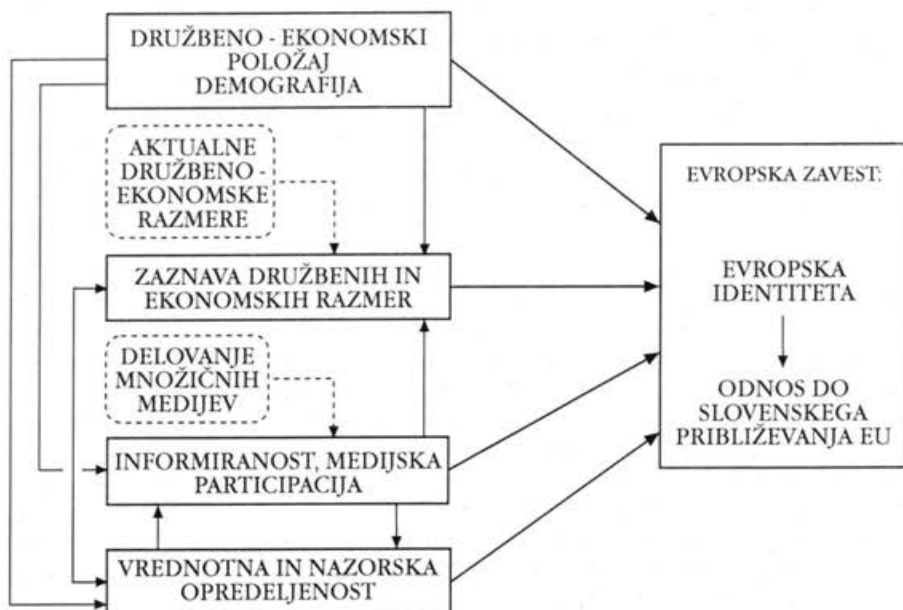 DRUŽBENO - EKONOMSKI
POLOŽAJ
DEMOGRAFIJA
AKTUALNE
DRUŽBENO -
EKONOMSKE
RAZMERE
ZAZNAVA DRUŽBENIH IN
EKONOMSKIH RAZMER
DELOVANJE
MNOŽIČNIH
MEDIJEV
INFORMIRANOST, MEDIJSKA
PARTICIPACIJA
VREDNOTNA IN NAZORSKA
OPREDELJENOST
EVROPSKA ZAVEST:
EVROPSKA
IDENTITETA
ODNOS DO
SLOVENSKEGA
PRIBLIŽEVANJA EU